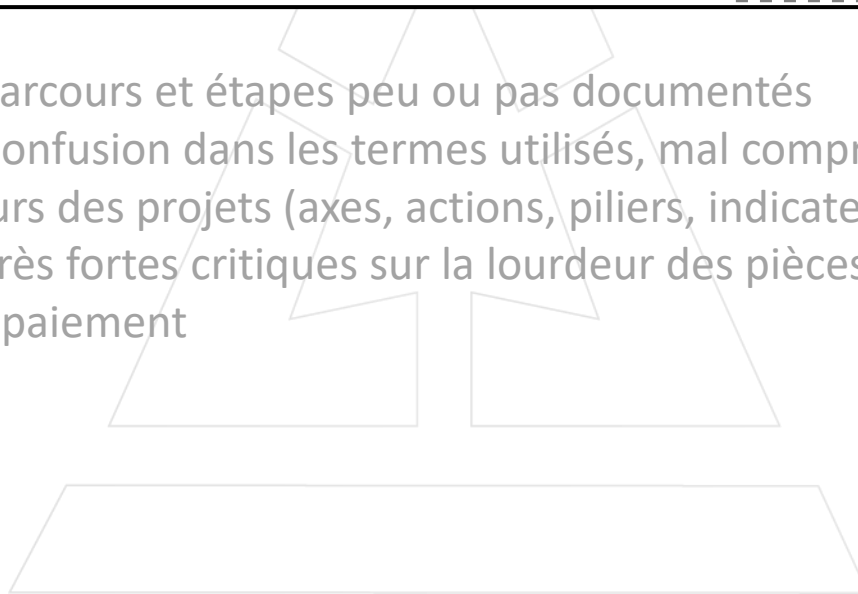 arcours et étapes peu ou pas documentés
onfusion dans les termes utilisés, mal compr
urs des projets (axes, actions, piliers, indicate
rès fortes critiques sur la lourdeur des pièces
paiement